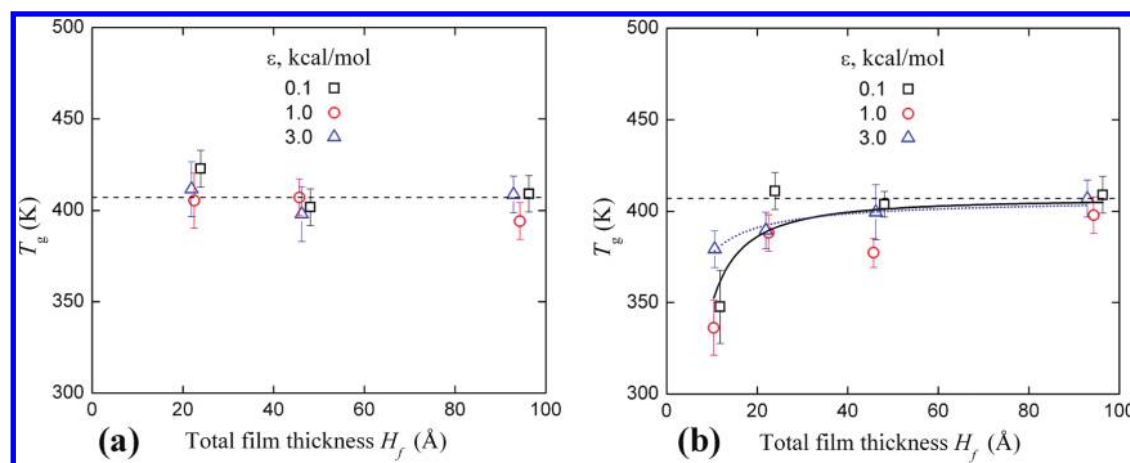 500
450
400
350
300
T_g (K)
ε, kcal/mol
0.1
1.0
3.0
0 20 40 60 80 100
(a) Total film thickness H_f (Å)
500
450
400
350
300
T_g (K)
ε, kcal/mol
0.1
1.0
3.0
0 20 40 60 80 100
(b) Total film thickness H_f (Å)